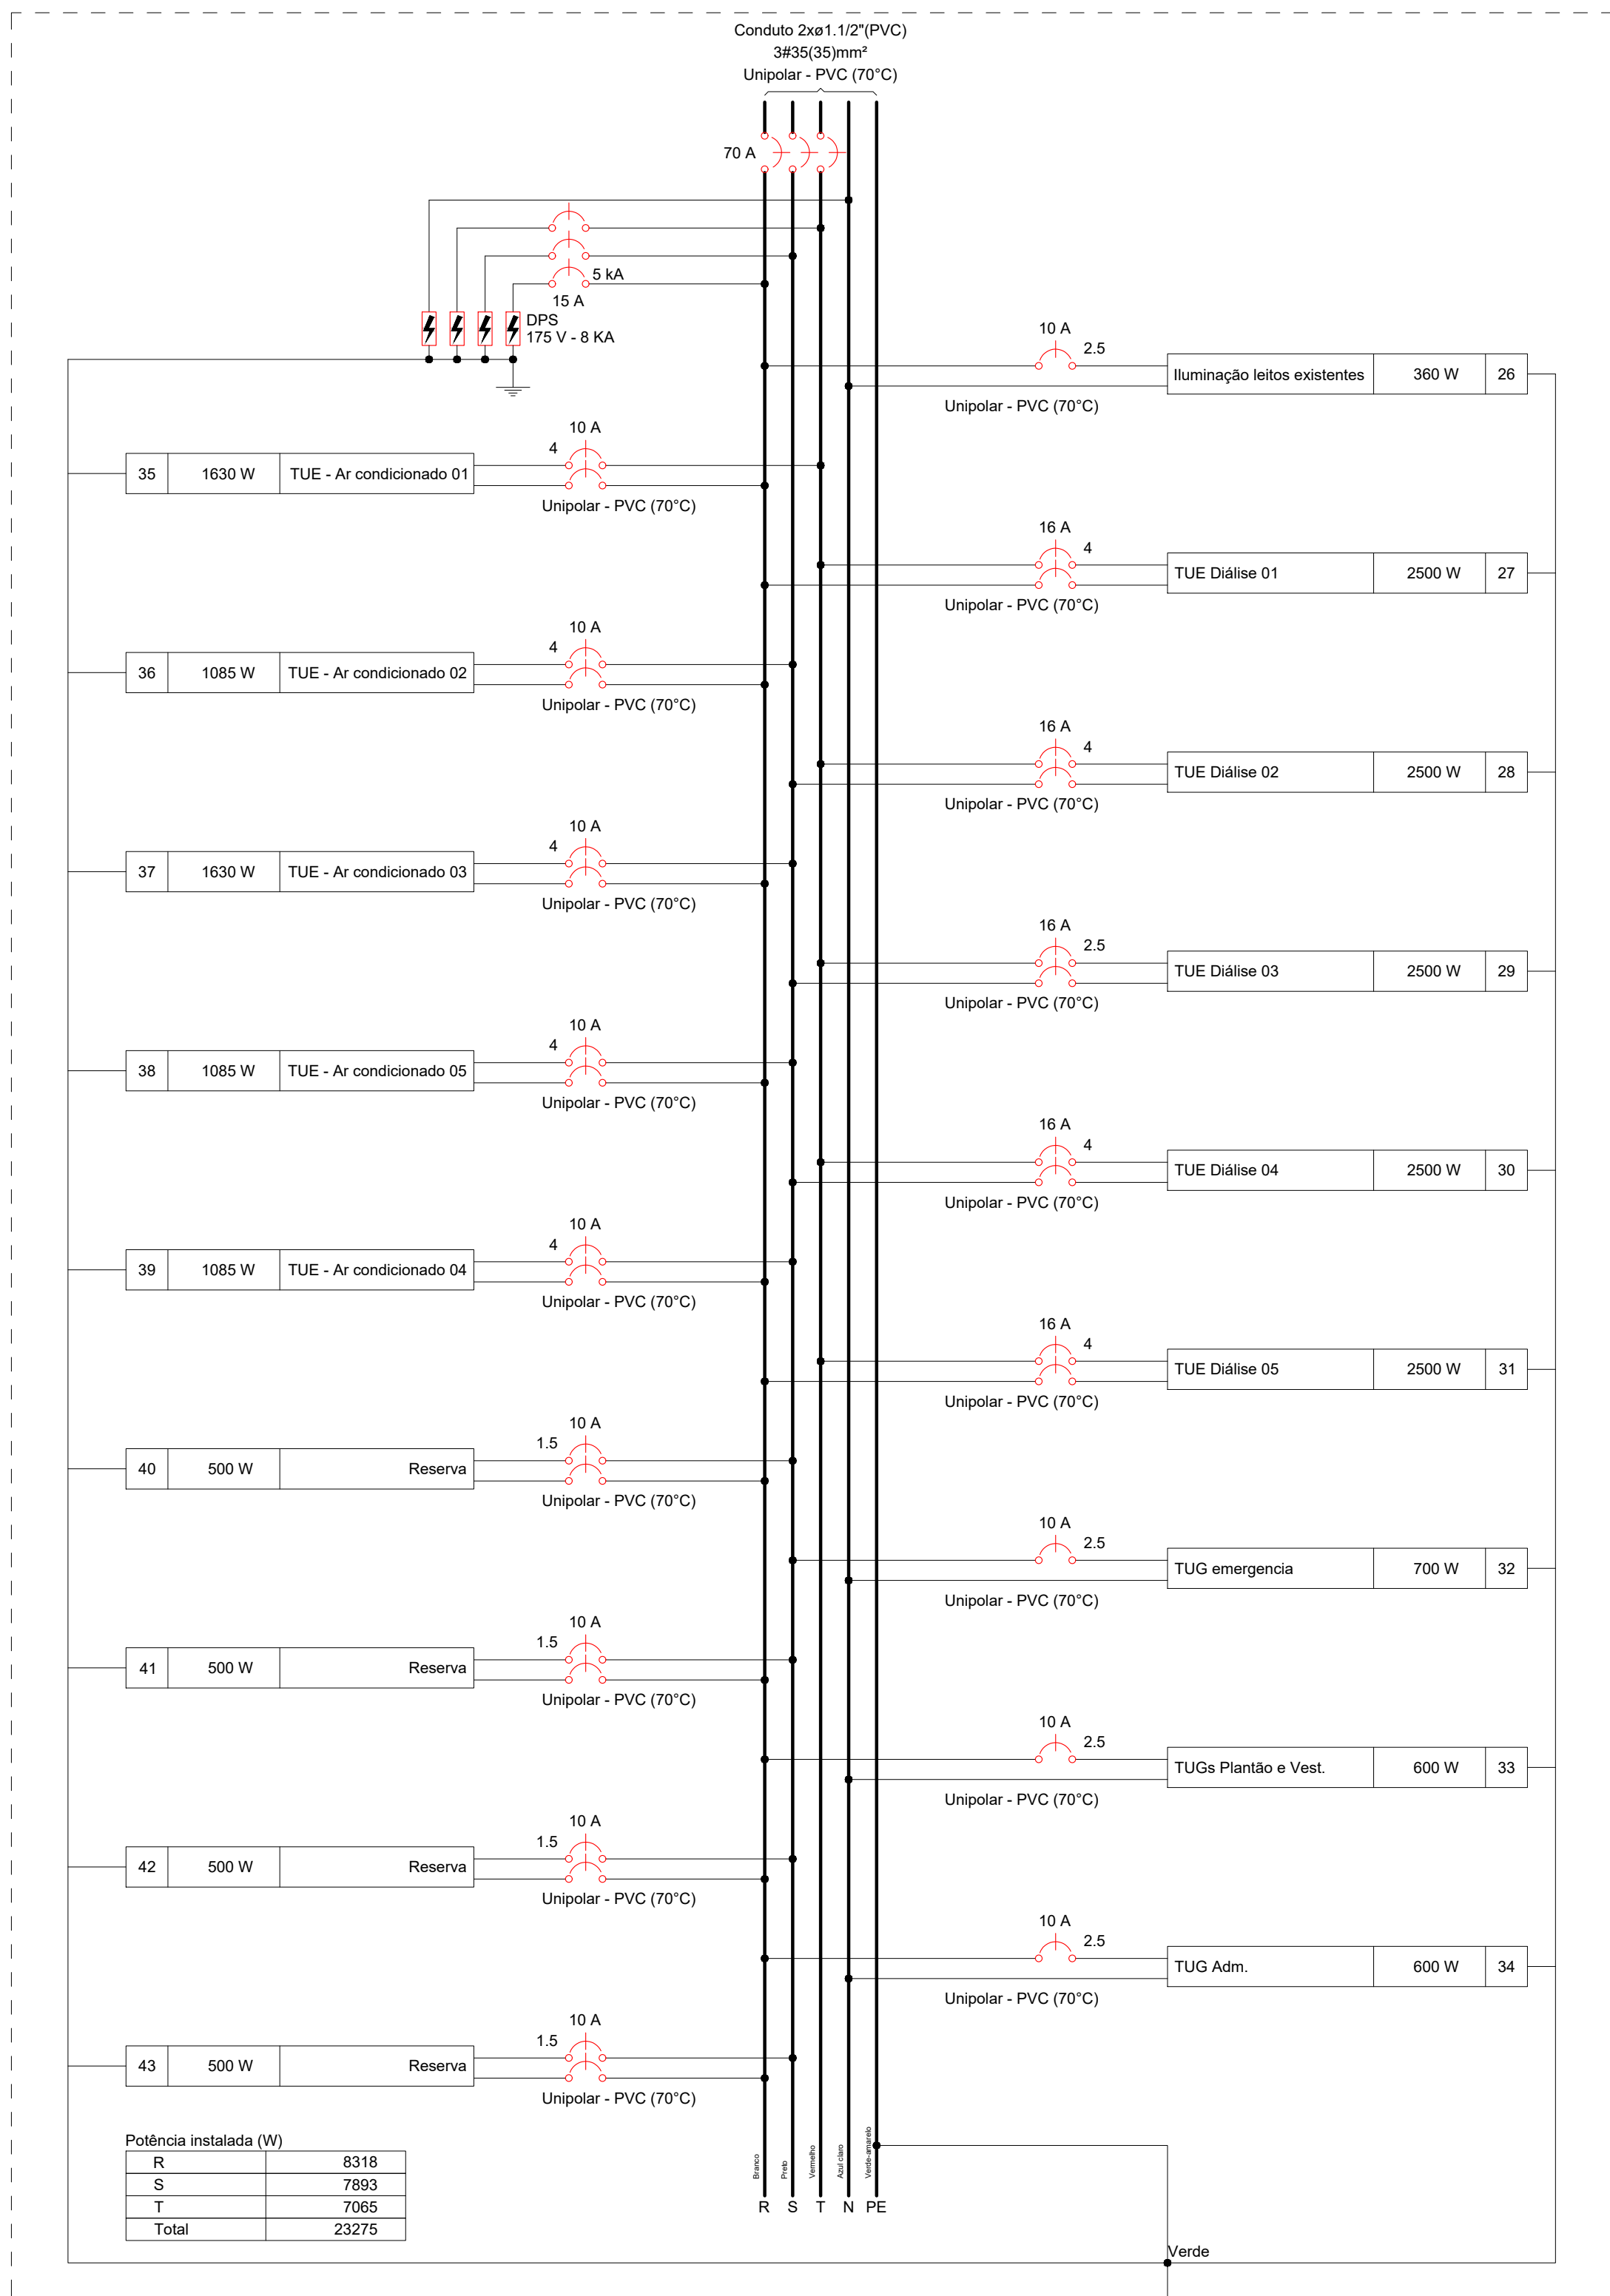 Conduto 2xø1.1/2"(PVC)
3#35(35)mm²
Unipolar - PVC (70°C)
70 A
5 kA
15 A
DPS
175 V - 8 KA
10 A
2.5
Iluminação leitos existentes 360 W 26
Unipolar - PVC (70°C)
10 A
4
35 1630 W TUE - Ar condicionado 01
Unipolar - PVC (70°C)
16 A
4
TUE Diálise 01 2500 W 27
Unipolar - PVC (70°C)
10 A
4
36 1085 W TUE - Ar condicionado 02
Unipolar - PVC (70°C)
16 A
4
TUE Diálise 02 2500 W 28
Unipolar - PVC (70°C)
10 A
4
37 1630 W TUE - Ar condicionado 03
Unipolar - PVC (70°C)
16 A
2.5
TUE Diálise 03 2500 W 29
Unipolar - PVC (70°C)
10 A
4
38 1085 W TUE - Ar condicionado 05
Unipolar - PVC (70°C)
16 A
4
TUE Diálise 04 2500 W 30
Unipolar - PVC (70°C)
10 A
4
39 1085 W TUE - Ar condicionado 04
Unipolar - PVC (70°C)
16 A
4
TUE Diálise 05 2500 W 31
Unipolar - PVC (70°C)
10 A
1.5
40 500 W Reserva
Unipolar - PVC (70°C)
10 A
2.5
TUG emergencia 700 W 32
Unipolar - PVC (70°C)
10 A
1.5
41 500 W Reserva
Unipolar - PVC (70°C)
10 A
2.5
TUGs Plantão e Vest. 600 W 33
Unipolar - PVC (70°C)
10 A
1.5
42 500 W Reserva
Unipolar - PVC (70°C)
10 A
2.5
TUG Adm. 600 W 34
Unipolar - PVC (70°C)
10 A
1.5
43 500 W Reserva
Unipolar - PVC (70°C)
Potência instalada (W)
R 8318
S 7893
T 7065
Total 23275
Branco
Preto
Vermelho
Azul claro
Verde-amarelo
R S T N PE
Verde